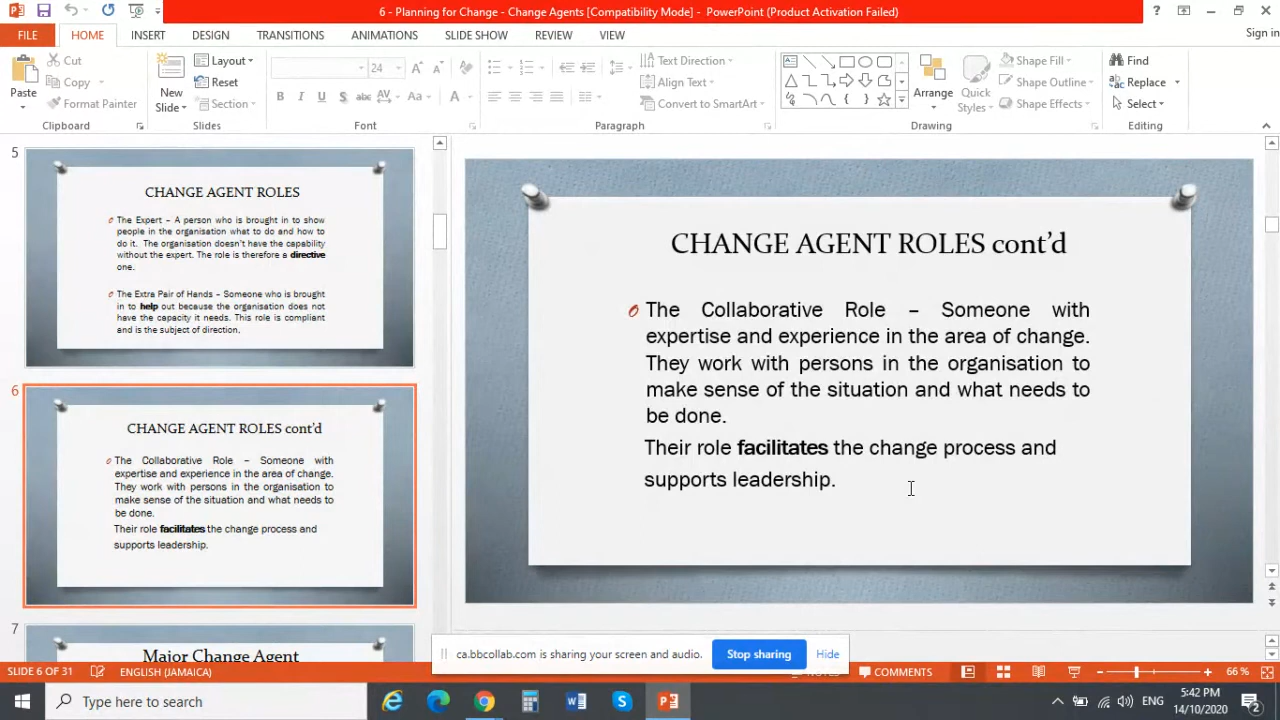 6 - Planning for Change - Change Agents [Compatibility Mode] - PowerPoint (Product Activation Failed)
FILE HOME INSERT DESIGN TRANSITIONS ANIMATIONS SLIDE SHOW REVIEW VIEW Sign in
Paste
Cut
Copy
Format Painter
Clipboard
New Slide
Layout
Reset
Section
Slides
24
Font
Text Direction
Align Text
Convert to SmartArt
Paragraph
Arrange
Quick Styles
Shape Fill
Shape Outline
Shape Effects
Drawing
Find
Replace
Select
Editing
5
CHANGE AGENT ROLES
The Expert – A person who is brought in to show
people in the organisation what to do and how to
do it. The organisation doesn't have the capability
without the expert. The role is therefore a directive
one.
The Extra Pair of Hands – Someone who is brought
in to help out because the organisation does not
have the capacity it needs. This role is compliant
and is the subject of direction.
6
CHANGE AGENT ROLES cont'd
The Collaborative Role – Someone with
expertise and experience in the area of change.
They work with persons in the organisation to
make sense of the situation and what needs to
be done.
Their role facilitates the change process and
supports leadership.
7
Major Change Agent
CHANGE AGENT ROLES cont'd
The Collaborative Role – Someone with
expertise and experience in the area of change.
They work with persons in the organisation to
make sense of the situation and what needs to
be done.
Their role facilitates the change process and
supports leadership.
ca.bbcollab.com is sharing your screen and audio. Stop sharing Hide
SLIDE 6 OF 31 ENGLISH (JAMAICA) NOTES COMMENTS 66 %
Type here to search
ENG
5:42 PM
14/10/2020
2